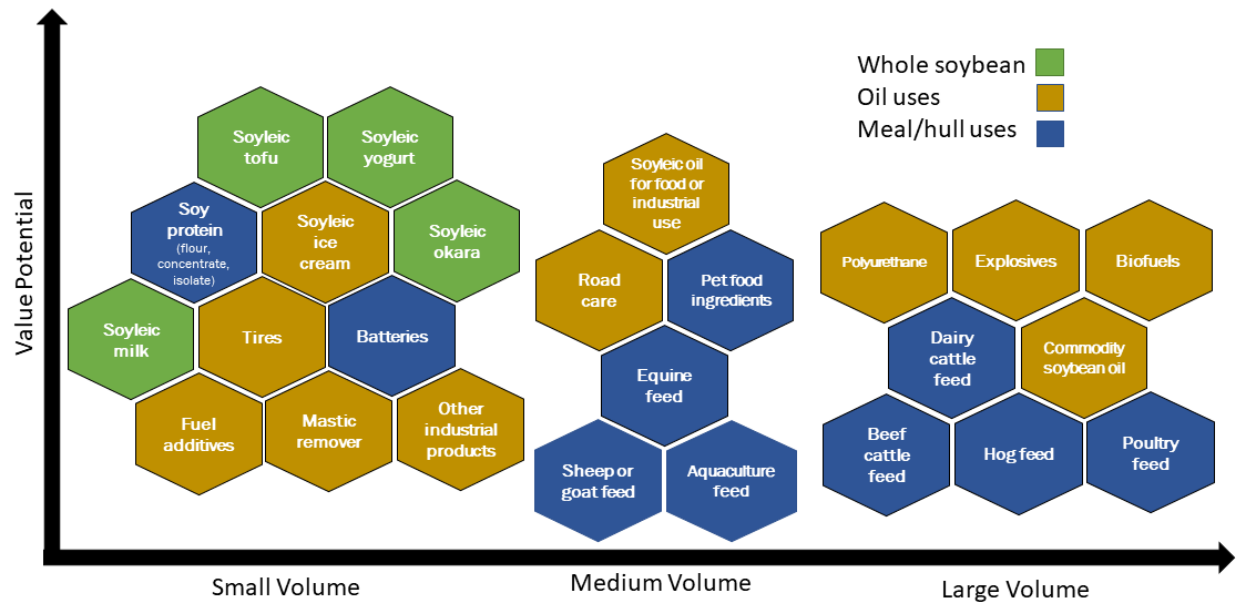 Whole soybean
Oil uses
Meal/hull uses
Value Potential
Soyleic
tofu
Soyleic
yogurt
Soy
protein
(flour,
concentrate,
isolate)
Soyleic
ice
cream
Soyleic
okara
Soyleic
milk
Tires
Batteries
Fuel
additives
Mastic
remover
Other
industrial
products
Soyleic oil
for food or
industrial
use
Road
care
Pet food
ingredients
Equine
feed
Sheep or
goat feed
Aquaculture
feed
Polyurethane
Explosives
Biofuels
Dairy
cattle
feed
Commodity
soybean oil
Beef
cattle
feed
Hog feed
Poultry
feed
Small Volume
Medium Volume
Large Volume